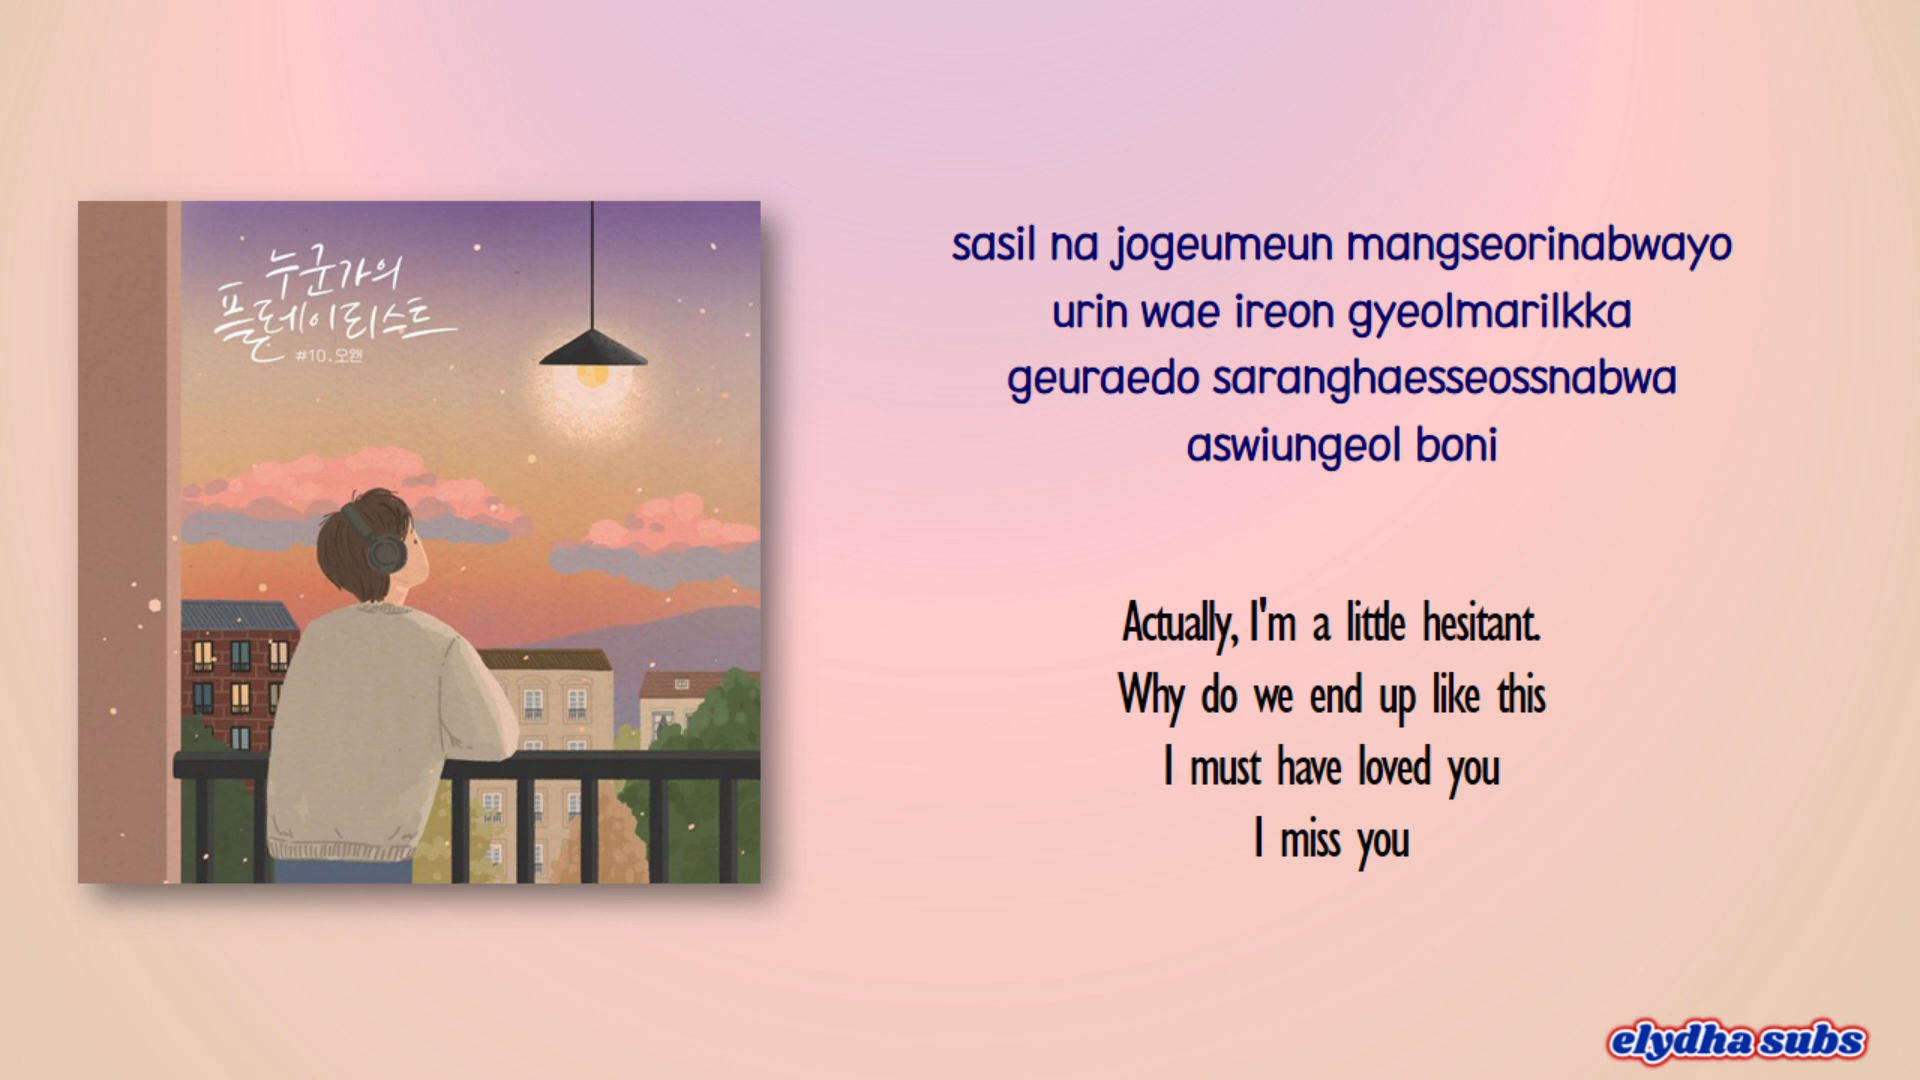 누군가의
플레이리스트
#10.오왠
sasil na jogeumeun mangseorinabwayo
urin wae ireon gyeolmarilkka
geuraedo saranghaesseossnabwa
aswiungeol boni
Actually, I'm a little hesitant.
Why do we end up like this
I must have loved you
I miss you
elydha subs